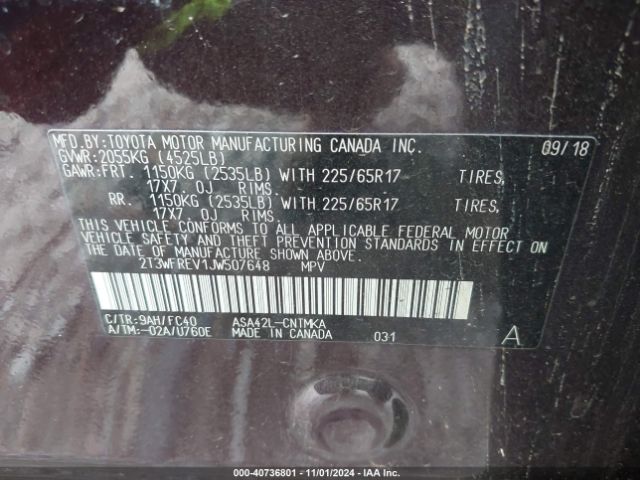 MFD.BY:TOYOTA MOTOR MANUFACTURING CANADA INC. 09/18
GVWR:2055KG (4525LB)
GAWR:FRT. 1150KG (2535LB) WITH 225/65R17 TIRES,
17X7.0J RIMS.
RR. 1150KG (2535LB) WITH 225/65R17 TIRES,
17X7.0J RIMS.
THIS VEHICLE CONFORMS TO ALL APPLICABLE FEDERAL MOTOR
VEHICLE SAFETY AND THEFT PREVENTION STANDARDS IN EFFECT ON
THE DATE OF MANUFACTURE SHOWN ABOVE.
2T3WFREV1JW507648 MPV
C/TR:9AH/FC40 ASA42L-CNTMKA
A/TM:-02A/U760E MADE IN CANADA 031 A
000-40736801 - 11/01/2024 - IAA Inc.